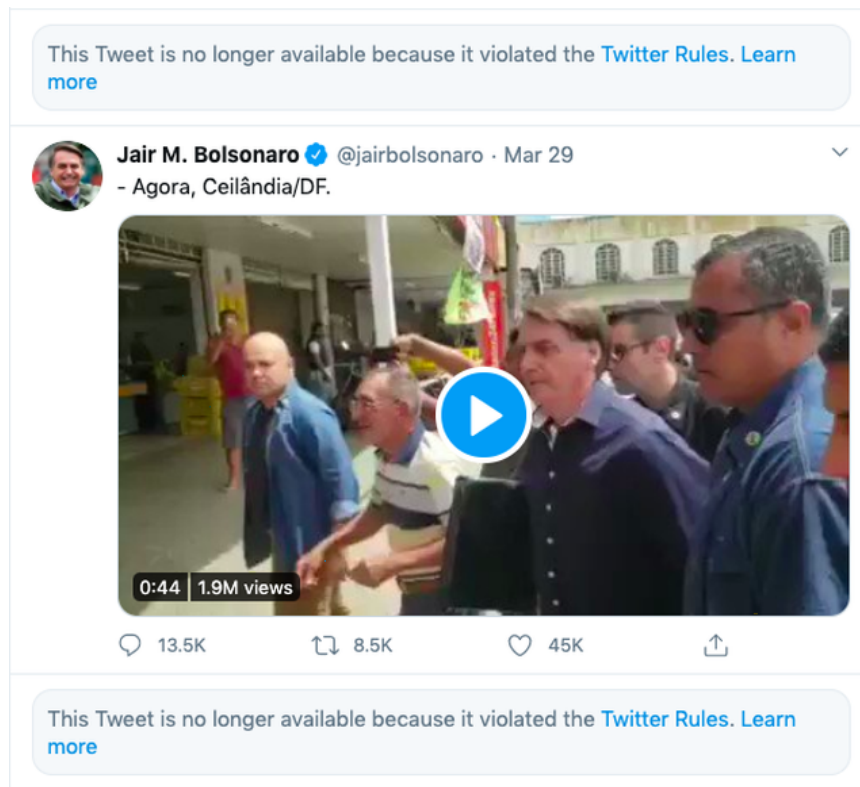 This Tweet is no longer available because it violated the Twitter Rules. Learn
more
Jair M. Bolsonaro @jairbolsonaro · Mar 29
- Agora, Ceilândia/DF.
0:44 1.9M views
13.5K 8.5K 45K
This Tweet is no longer available because it violated the Twitter Rules. Learn
more